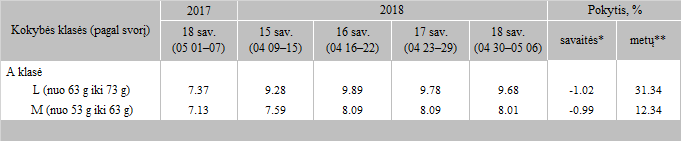 Kokybės klasės (pagal svorį) 2017 2018 Pokytis, %
18 sav. (05 01–07) 15 sav. (04 09–15) 16 sav. (04 16–22) 17 sav. (04 23–29) 18 sav. (04 30–05 06) savaitės* metų**
A klasė
L (nuo 63 g iki 73 g) 7.37 9.28 9.89 9.78 9.68 -1.02 31.34
M (nuo 53 g iki 63 g) 7.13 7.59 8.09 8.09 8.01 -0.99 12.34